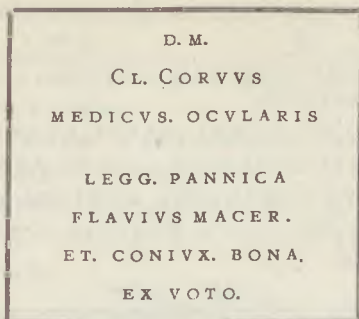 D. M.
CL. CORVVS
MEDICVS. OCVLARIS
LEGG. PANNICA
FLAVIVS MACER.
ET. CONIVX. BONA.
EX VOTO.